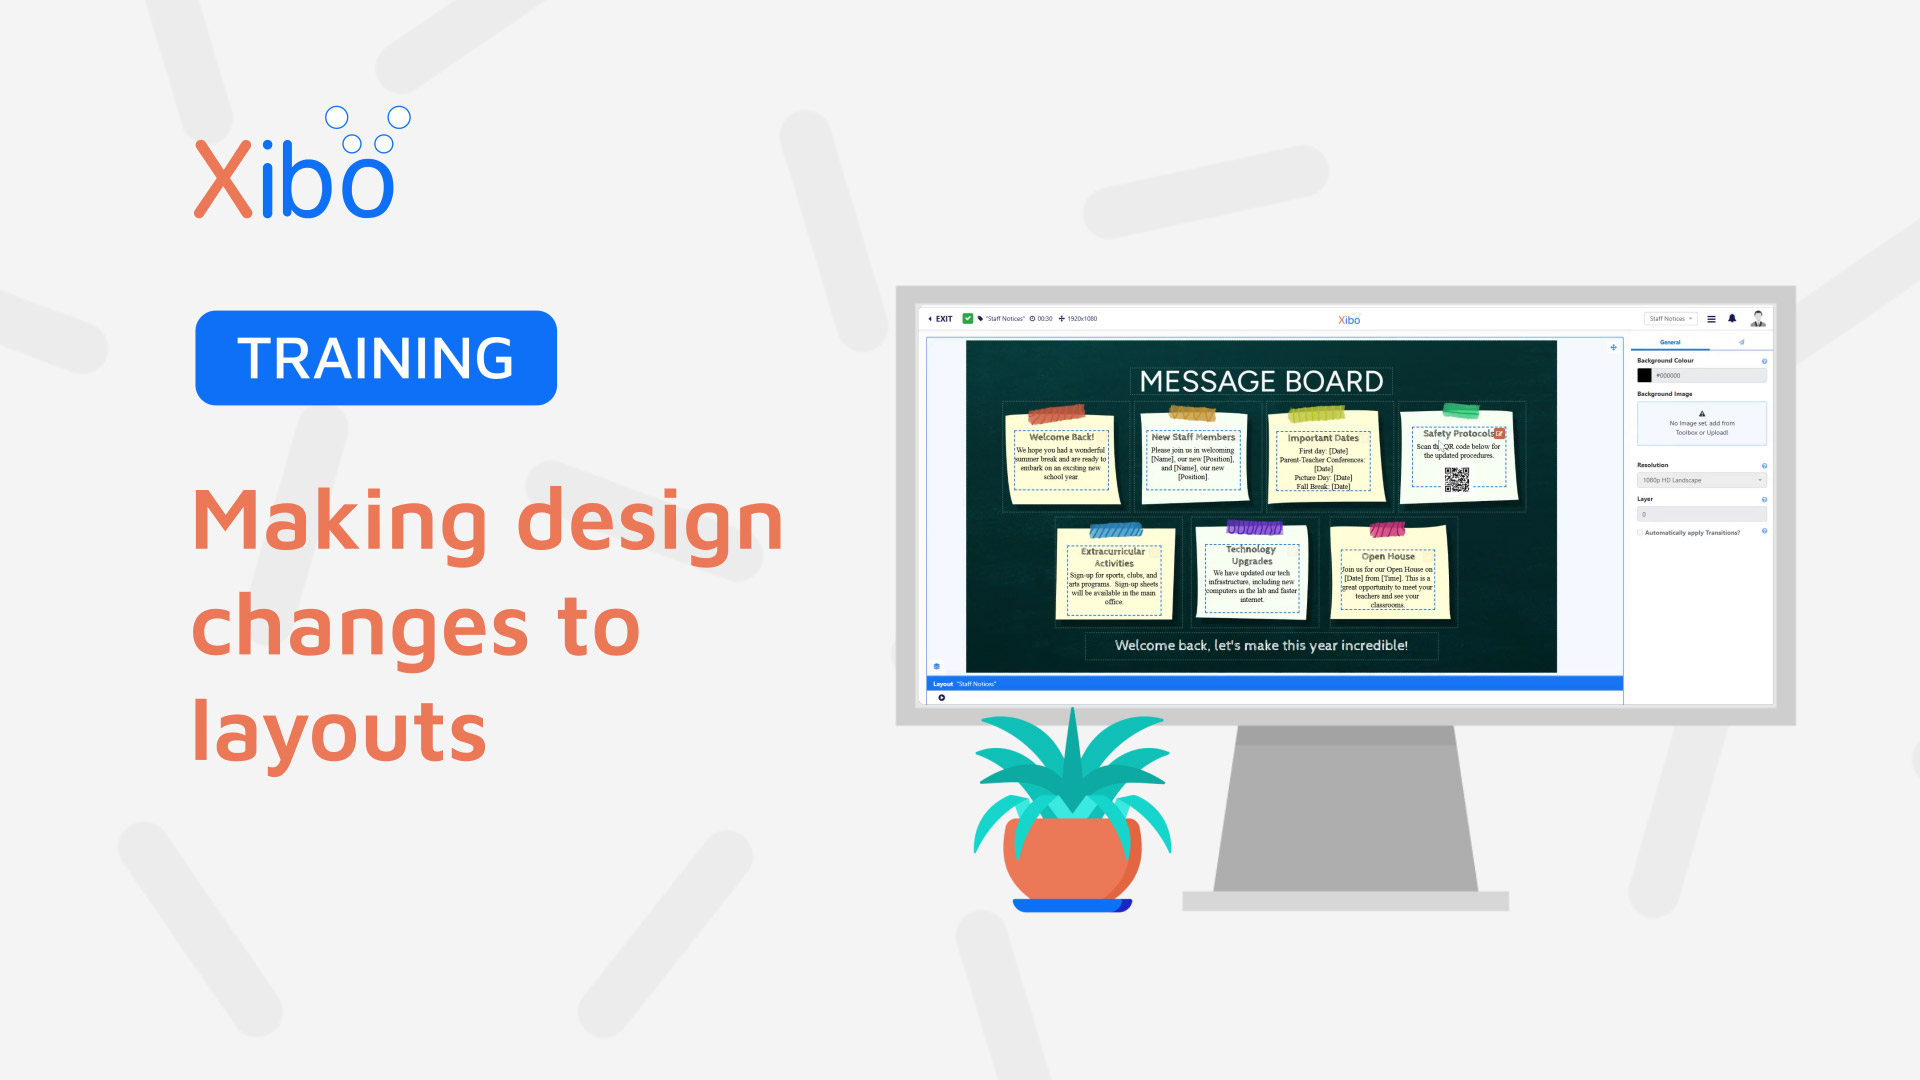 Xibo
TRAINING
Making design
changes to
layouts
EXIT
"Staff Notices"
00:30
1920x1080
Xibo
Staff Notices
MESSAGE BOARD
Welcome Back!
We hope you had a wonderful
summer break and are ready to
embark on an exciting new
school year.
New Staff Members
Please join us in welcoming
[Name], our new [Position],
and [Name], our new
[Position].
Important Dates
First day: [Date]
Parent-Teacher Conferences:
[Date]
Picture Day: [Date]
Fall Break: [Date]
Safety Protocols
Scan the QR code below for
the updated procedures.
Extracurricular
Activities
Sign-up for sports, clubs, and
arts programs. Sign-up sheets
will be available in the main
office.
Technology
Upgrades
We have updated our tech
infrastructure, including new
computers in the lab and faster
internet.
Open House
Join us for our Open House on
[Date] from [Time]. This is a
great opportunity to meet your
teachers and see your
classrooms.
Welcome back, let's make this year incredible!
Layout "Staff Notices"
General
Background Colour
#000000
Background Image
No Image set, add from
Toolbox or Upload!
Resolution
1080p HD Landscape
Layer
0
Automatically apply Transitions?